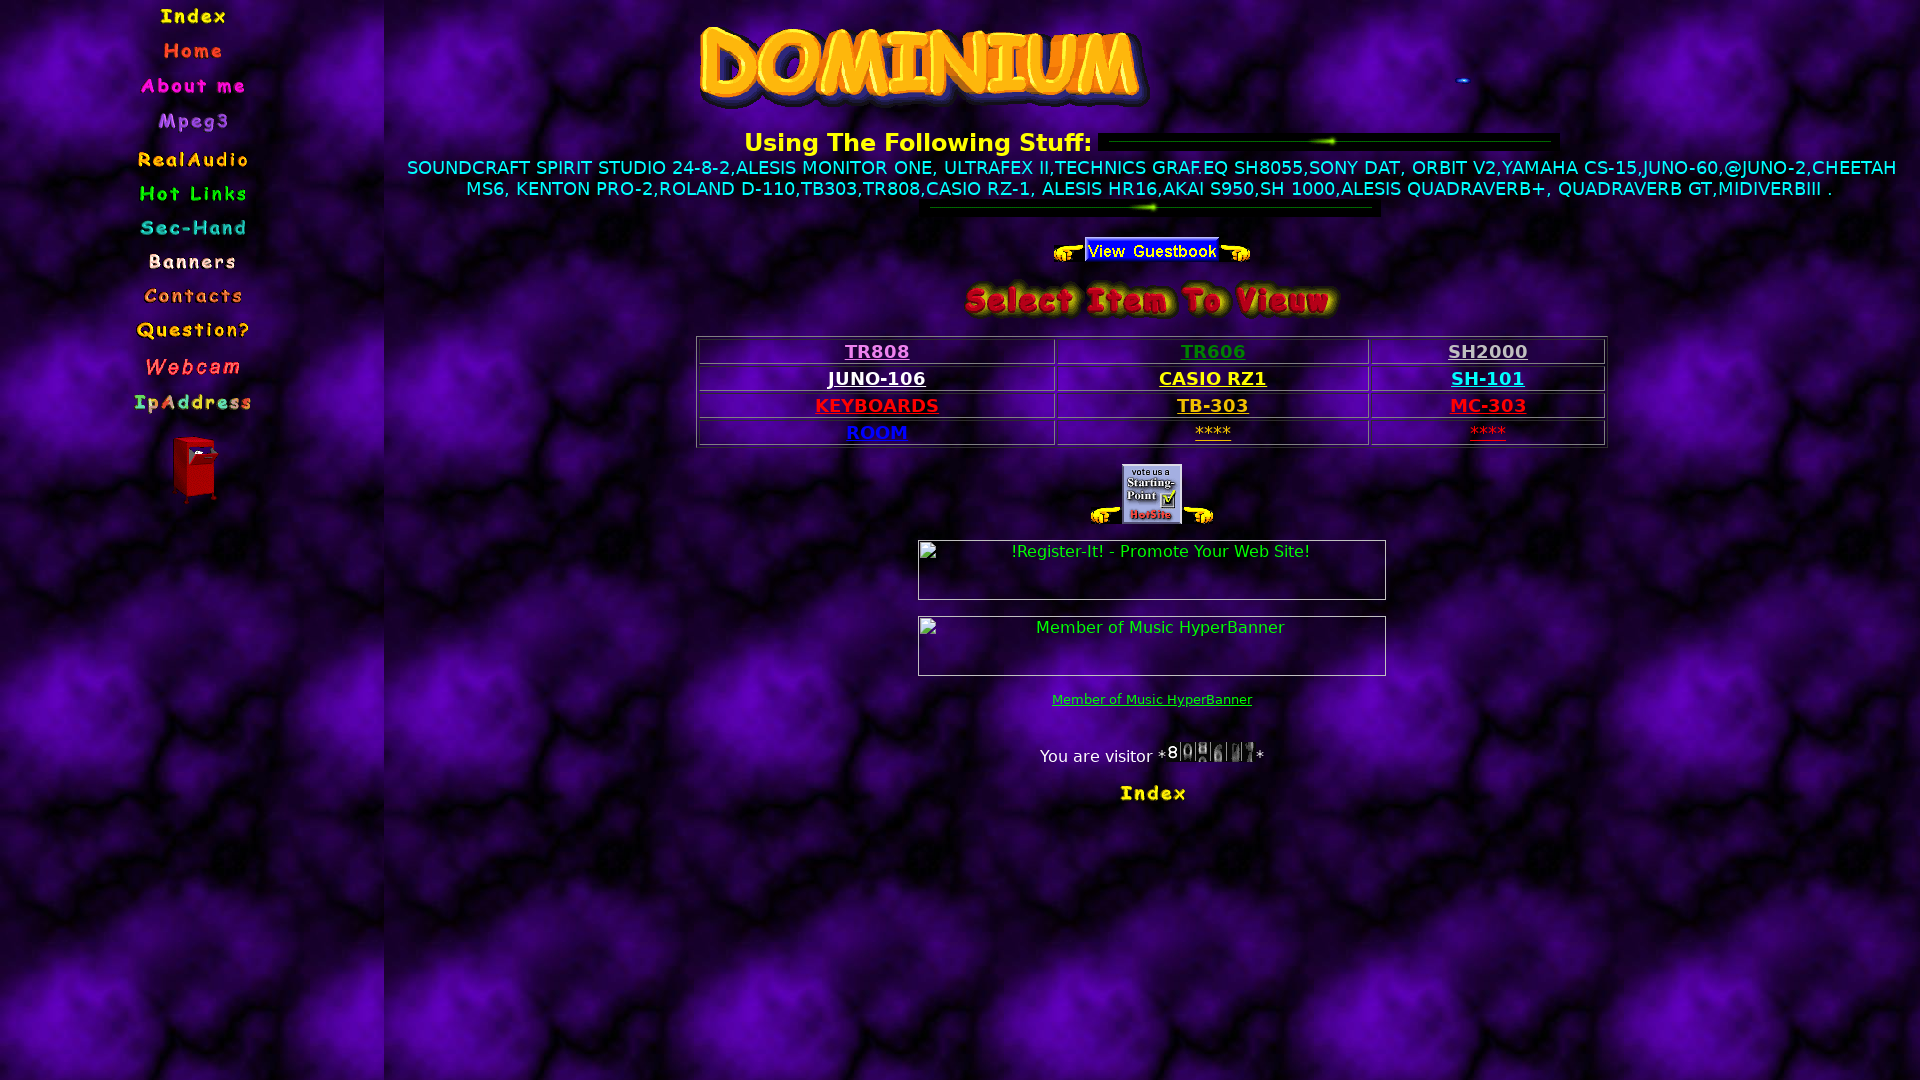 Index
Home
About me
Mpeg3
RealAudio
Hot Links
Sec-Hand
Banners
Contacts
Question?
Webcam
IpAddress
DOMINIUM
Using The Following Stuff:
SOUNDCRAFT SPIRIT STUDIO 24-8-2,ALESIS MONITOR ONE, ULTRAFEX II,TECHNICS GRAF.EQ SH8055,SONY DAT, ORBIT V2,YAMAHA CS-15,JUNO-60,@JUNO-2,CHEETAH
MS6, KENTON PRO-2,ROLAND D-110,TB303,TR808,CASIO RZ-1, ALESIS HR16,AKAI S950,SH 1000,ALESIS QUADRAVERB+, QUADRAVERB GT,MIDIVERBIII .
View Guestbook
Select Item To Vieuw
TR808 TR606 SH2000
JUNO-106 CASIO RZ1 SH-101
KEYBOARDS TB-303 MC-303
ROOM **** ****
vote us a
Starting-
Point
HotSite
!Register-It! - Promote Your Web Site!
Member of Music HyperBanner
Member of Music HyperBanner
You are visitor *8 *
Index